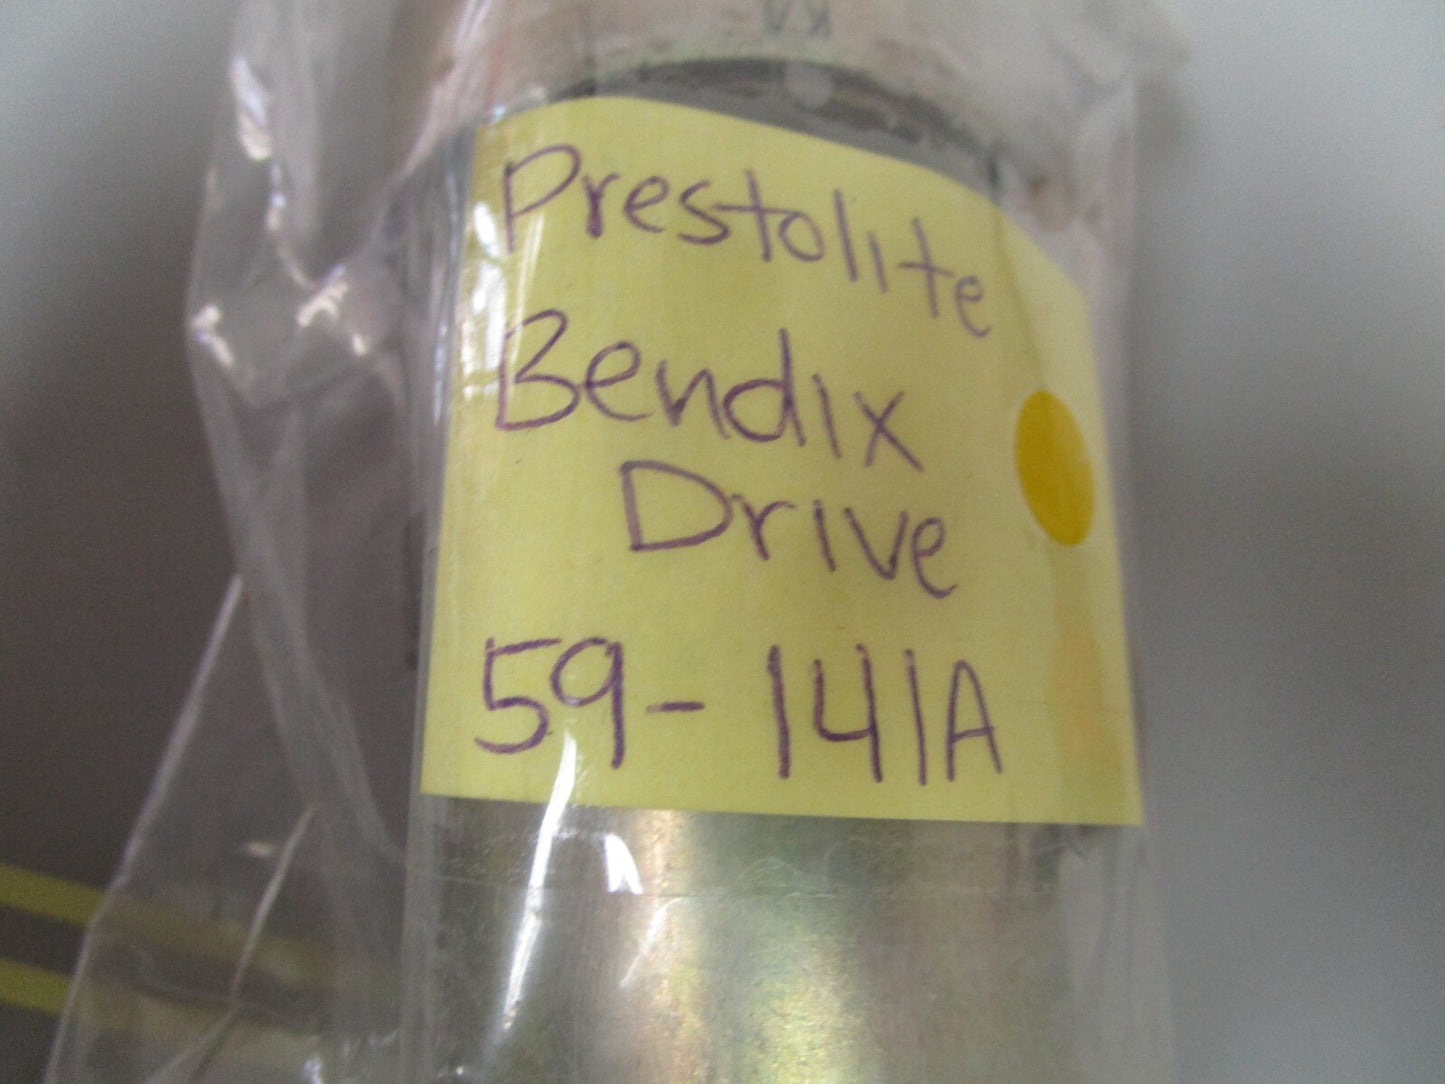 Prestolite
Bendix
Drive
59-141A